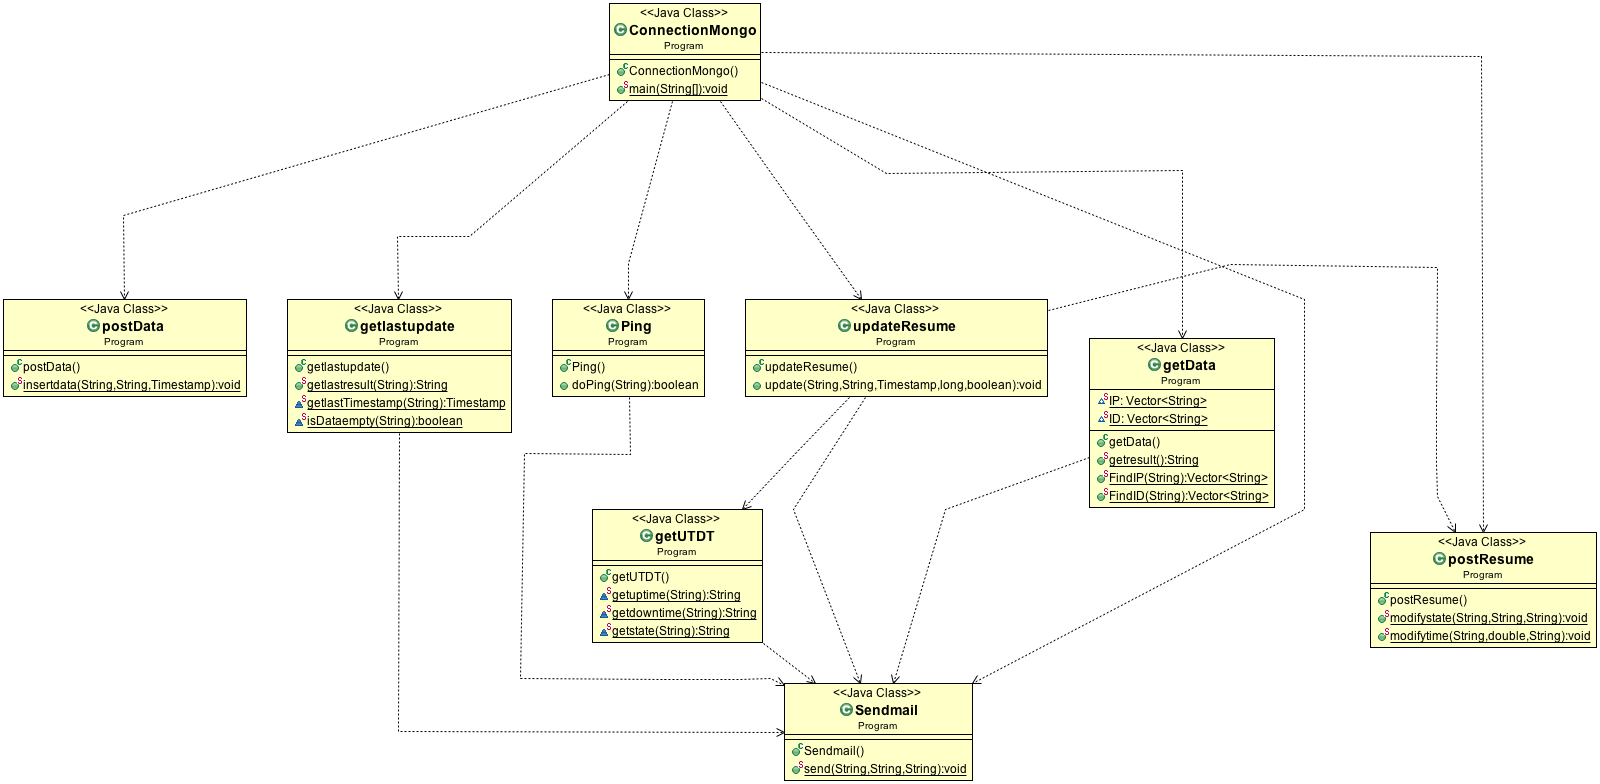 <<Java Class>>
ConnectionMongo
Program
ConnectionMongo()
main(String[]):void
<<Java Class>>
postData
Program
postData()
insertdata(String,String,Timestamp):void
<<Java Class>>
getlastupdate
Program
getlastupdate()
getlastresult(String):String
getlastTimestamp(String):Timestamp
isDataempty(String):boolean
<<Java Class>>
Ping
Program
Ping()
doPing(String):boolean
<<Java Class>>
updateResume
Program
updateResume()
update(String,String,Timestamp,long,boolean):void
<<Java Class>>
getData
Program
IP: Vector<String>
ID: Vector<String>
getData()
getresult():String
FindIP(String):Vector<String>
FindID(String):Vector<String>
<<Java Class>>
getUTDT
Program
getUTDT()
getuptime(String):String
getdowntime(String):String
getstate(String):String
<<Java Class>>
postResume
Program
postResume()
modifystate(String,String,String):void
modifytime(String,double,String):void
<<Java Class>>
Sendmail
Program
Sendmail()
send(String,String,String):void